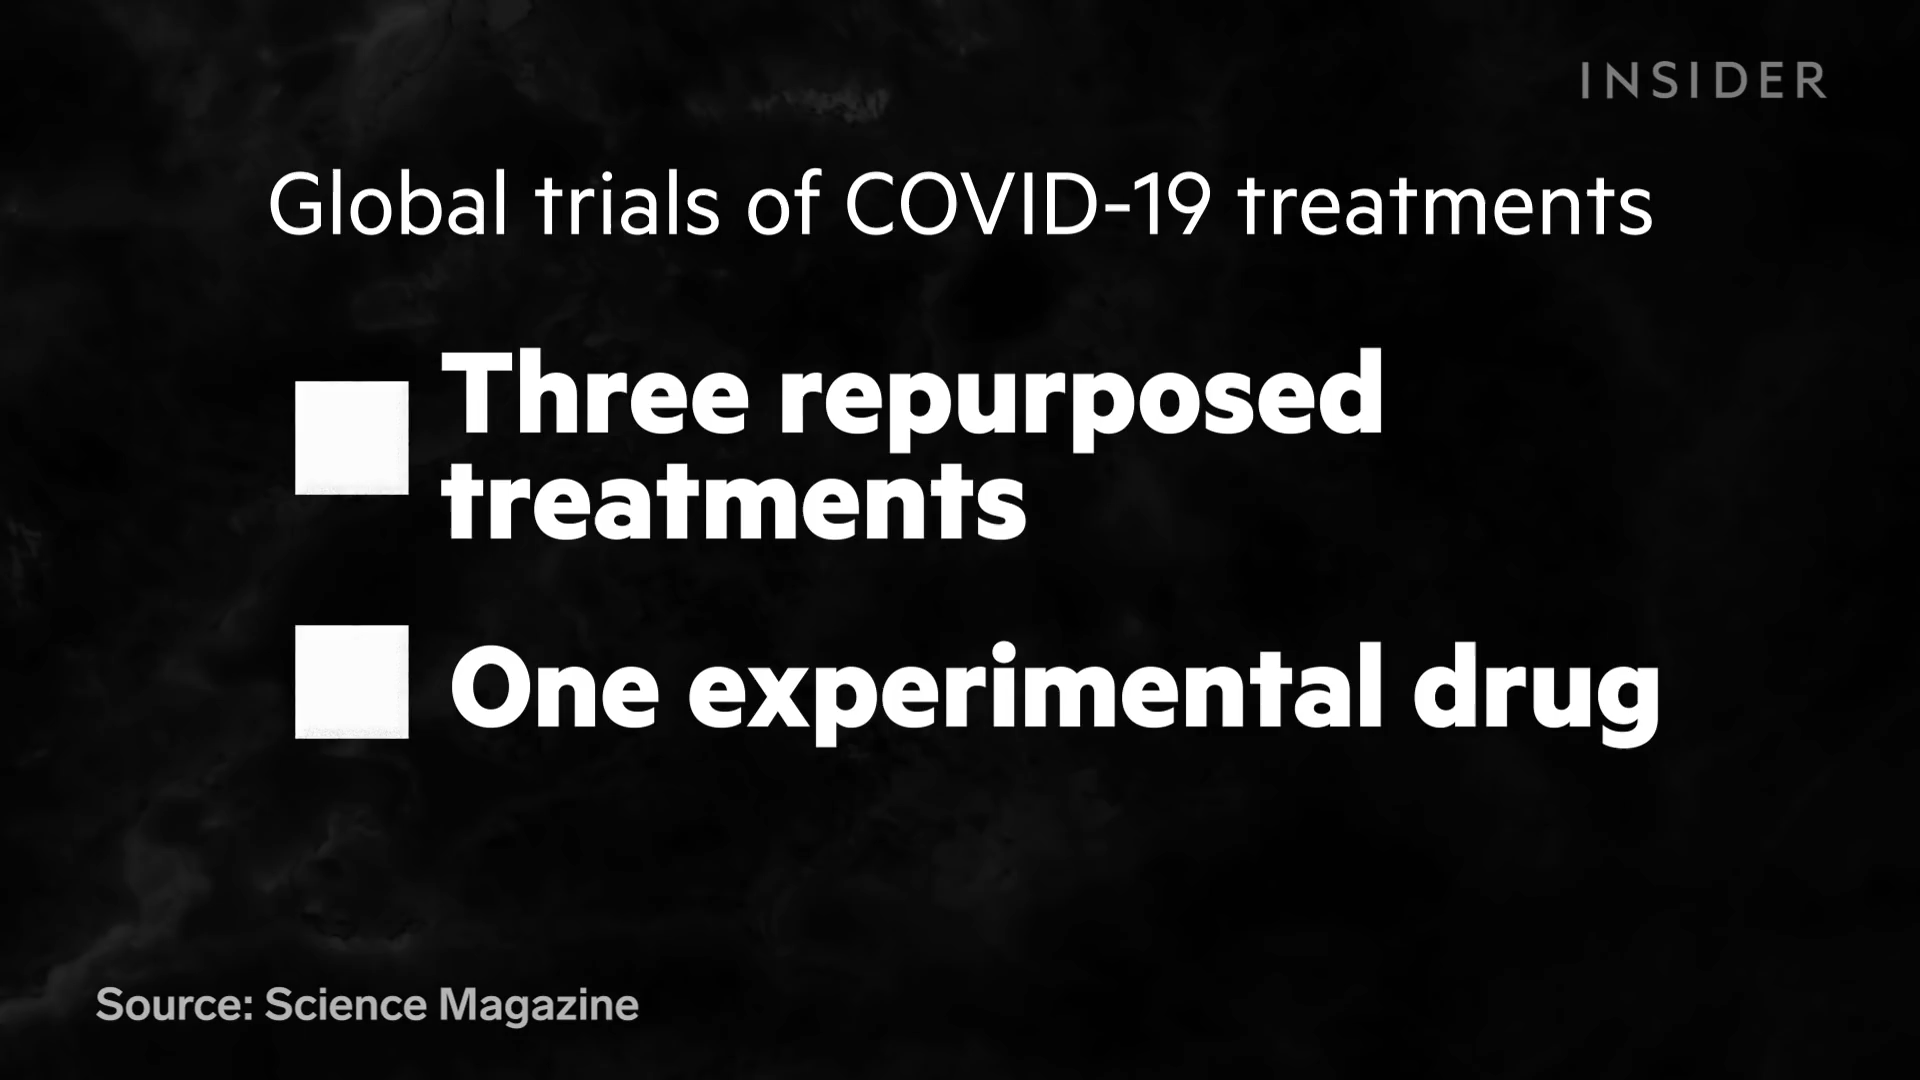 INSIDER
Global trials of COVID-19 treatments
Three repurposed
treatments
One experimental drug
Source: Science Magazine